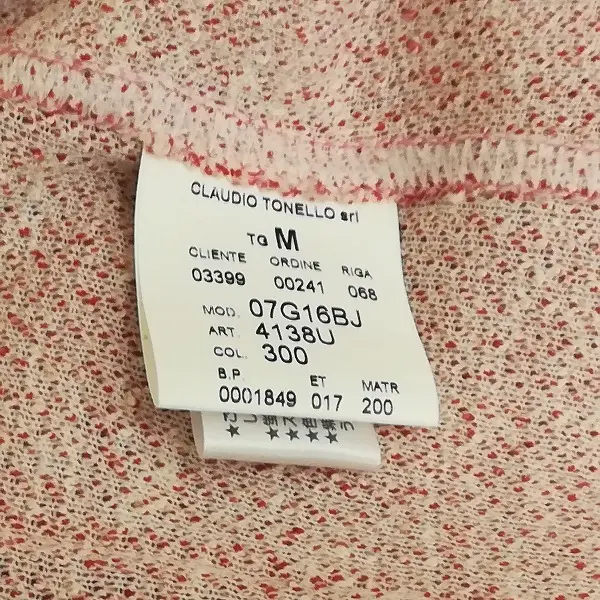 CLAUDIO TONELLO srl
TG M
CLIENTE ORDINE RIGA
03399 00241 068
MOD. 07G16BJ
ART. 4138U
COL. 300
B.P. ET MATR
0001849 017 200